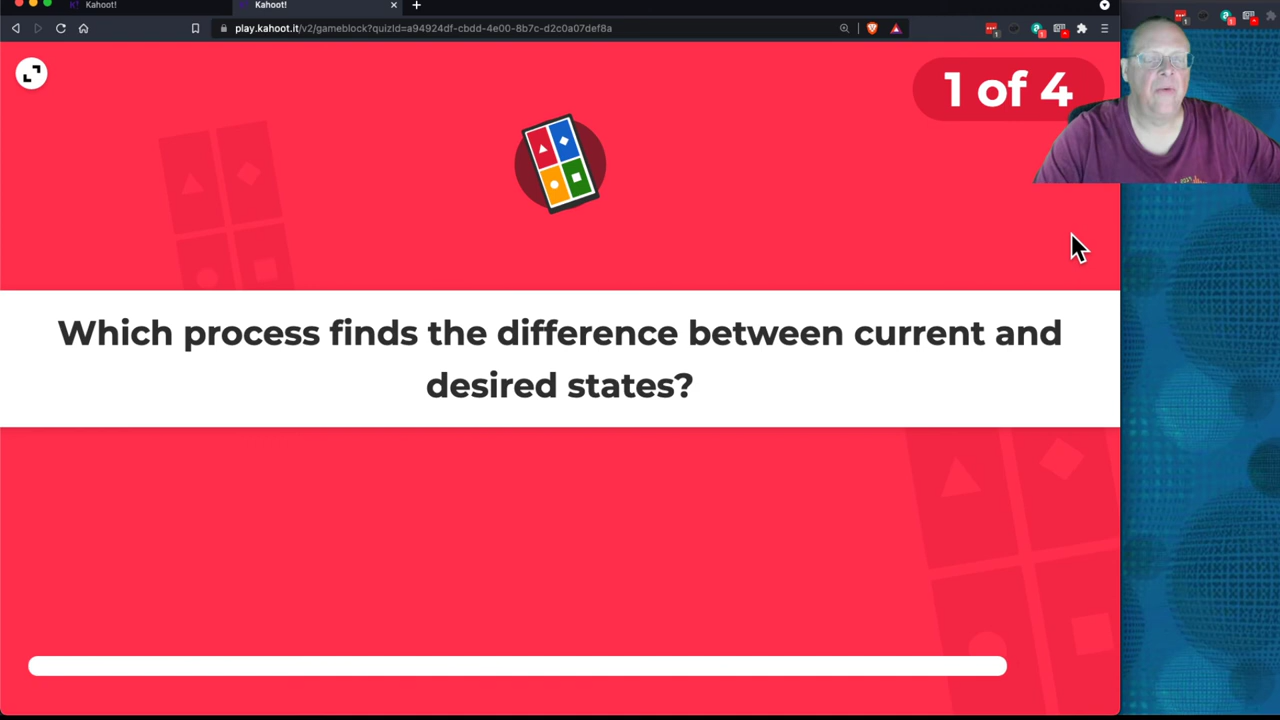 Kahoot!
Kahoot!
play.kahoot.it/v2/gameblock?quizId=a94924df-cbdd-4e00-8b7c-d2c0a07def8a
1 of 4
Which process finds the difference between current and
desired states?